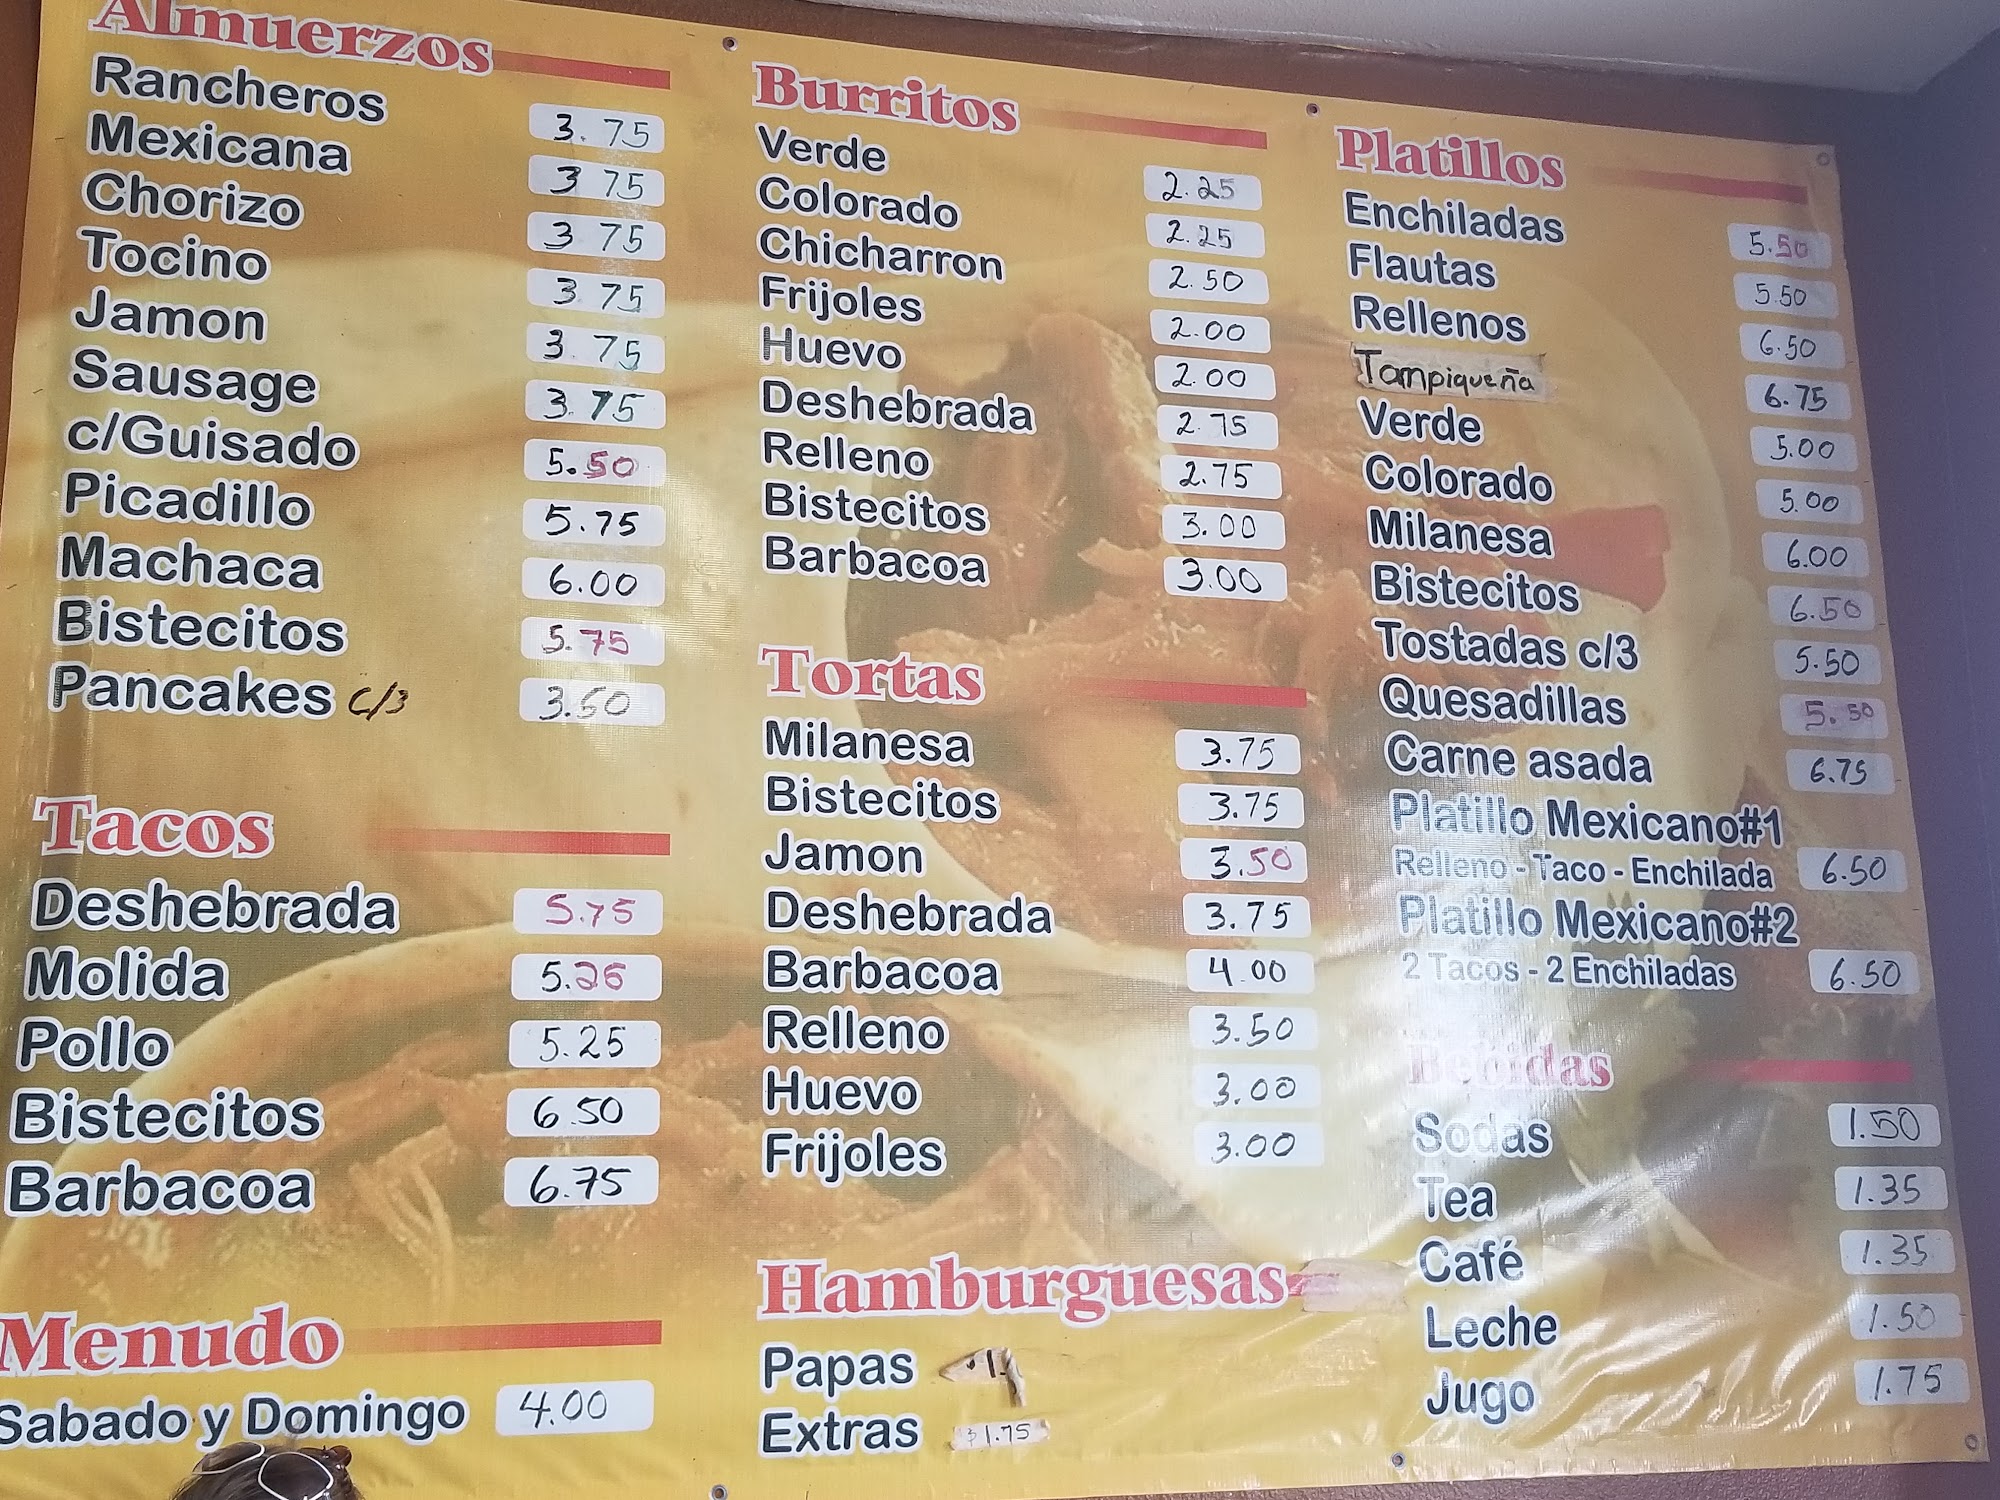 Almuerzos
Rancheros 3.75
Mexicana 3 75
Chorizo 3 75
Tocino 3 75
Jamon 3 75
Sausage 3.75
c/Guisado 5.50
Picadillo 5.75
Machaca 6.00
Bistecitos 5.75
Pancakes c/3 3.50
Tacos
Deshebrada 5.75
Molida 5.25
Pollo 5.25
Bistecitos 6.50
Barbacoa 6.75
Menudo
Sabado y Domingo 4.00
Burritos
Verde 2.25
Colorado 2.25
Chicharron 2.50
Frijoles 2.00
Huevo 2.00
Deshebrada 2.75
Relleno 2.75
Bistecitos 3.00
Barbacoa 3.00
Tortas
Milanesa 3.75
Bistecitos 3.75
Jamon 3.50
Deshebrada 3.75
Barbacoa 4.00
Relleno 3.50
Huevo 3.00
Frijoles 3.00
Hamburguesas
Papas
Extras $1.75
Platillos
Enchiladas 5.50
Flautas 5.50
Rellenos 6.50
Tampiqueña 6.75
Verde 5.00
Colorado 5.00
Milanesa 6.00
Bistecitos 6.50
Tostadas c/3 5.50
Quesadillas 5.50
Carne asada 6.75
Platillo Mexicano#1
Relleno - Taco - Enchilada 6.50
Platillo Mexicano#2
2 Tacos - 2 Enchiladas 6.50
Bebidas
Sodas 1.50
Tea 1.35
Café 1.35
Leche 1.50
Jugo 1.75